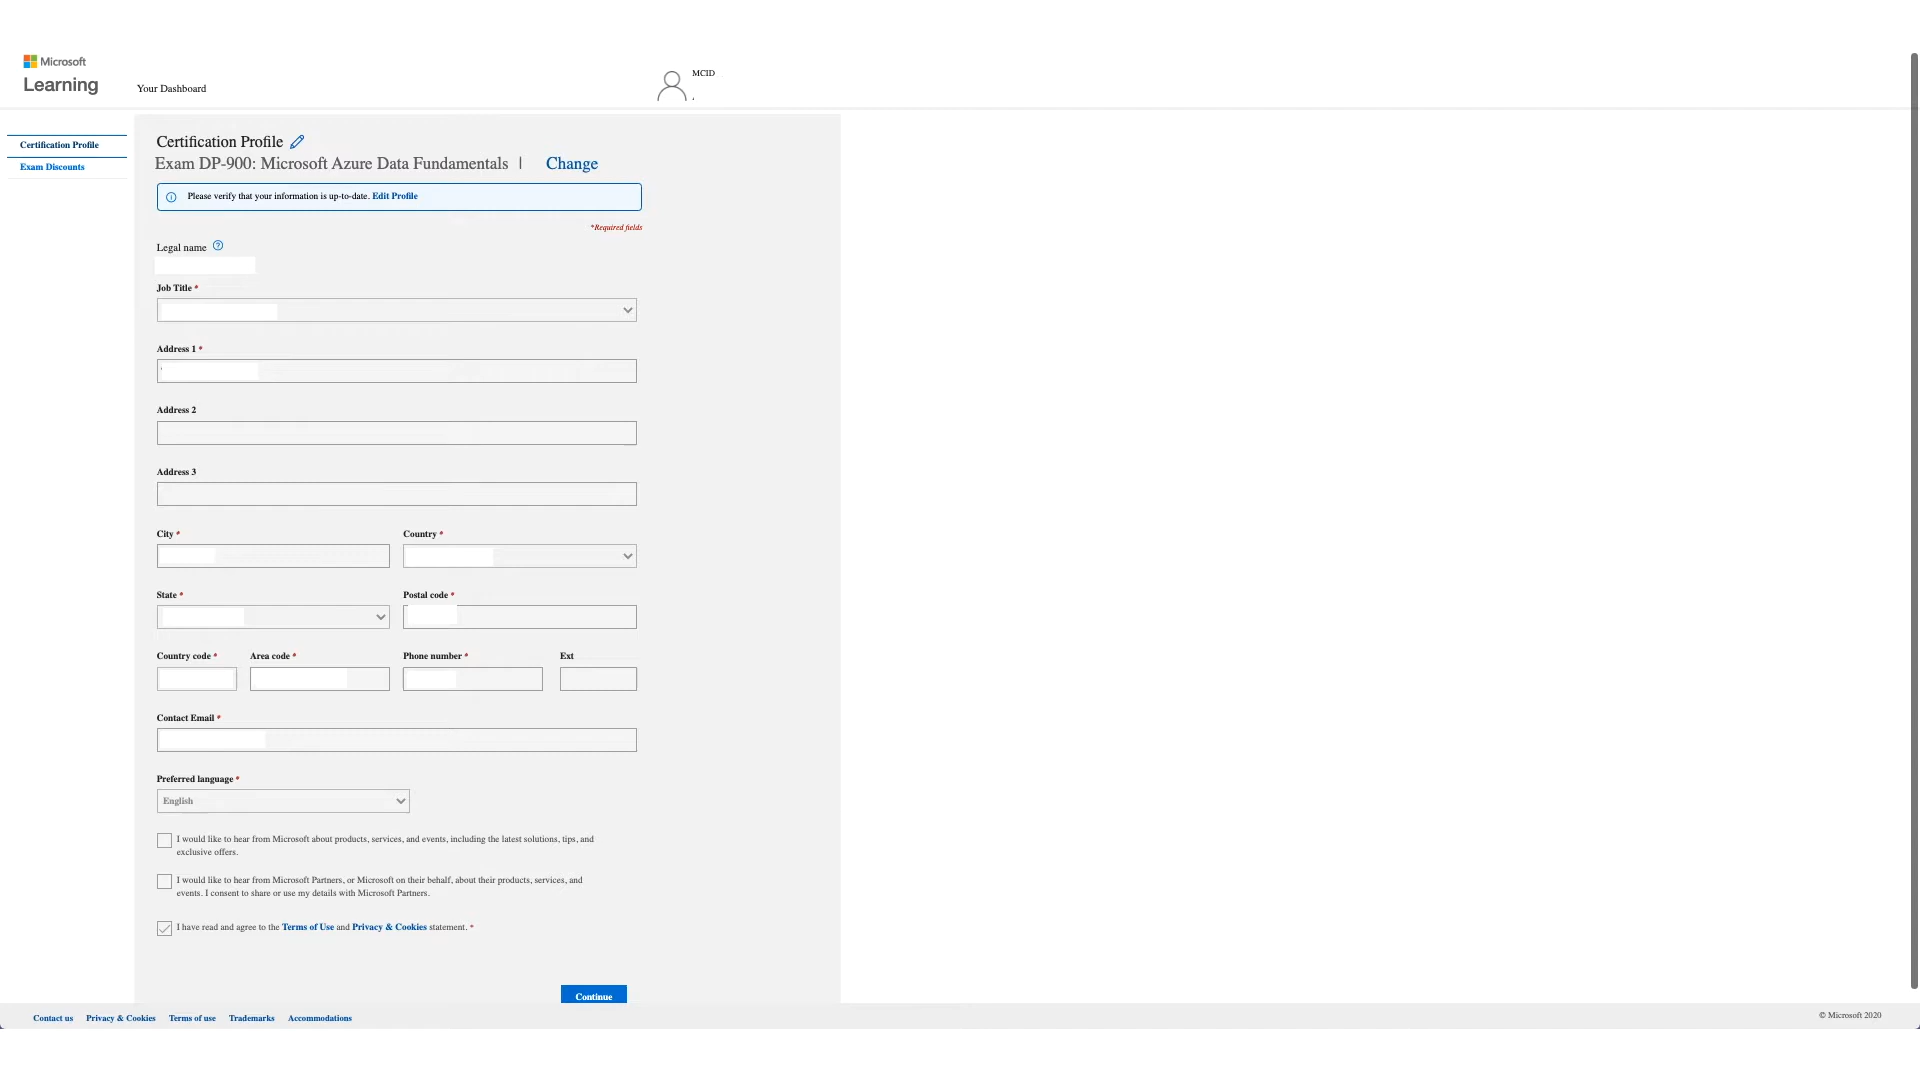 Microsoft
Learning
Your Dashboard
MCID
Certification Profile
Exam Discounts
Certification Profile
Exam DP-900: Microsoft Azure Data Fundamentals | Change
Please verify that your information is up-to-date. Edit Profile
*Required fields
Legal name
Job Title *
Address 1 *
Address 2
Address 3
City * Country *
State * Postal code *
Country code * Area code * Phone number * Ext
Contact Email *
Preferred language *
English
I would like to hear from Microsoft about products, services, and events, including the latest solutions, tips, and
exclusive offers.
I would like to hear from Microsoft Partners, or Microsoft on their behalf, about their products, services, and
events. I consent to share or use my details with Microsoft Partners.
I have read and agree to the Terms of Use and Privacy & Cookies statement. *
Continue
Contact us Privacy & Cookies Terms of use Trademarks Accommodations
© Microsoft 2020